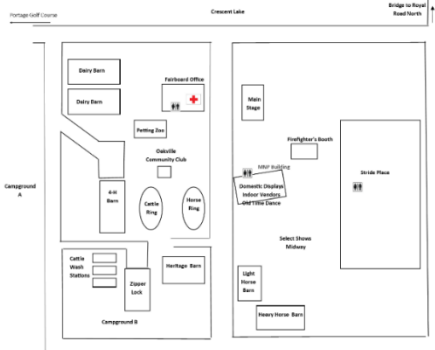 Portage Golf Course
Crescent Lake
Bridge to Royal
Road North
Dairy Barn
Dairy Barn
Fairboard Office
Petting Zoo
Oakville
Community Club
4-H
Barn
Cattle
Ring
Horse
Ring
Campground
A
Cattle
Wash
Stations
Zipper
Lock
Heritage Barn
Campground B
Main
Stage
Firefighter's Booth
MNP Building
Domestic Displays
Indoor Vendors
Old Time Dance
Stride Place
Select Shows
Midway
Light
Horse
Barn
Heavy Horse Barn